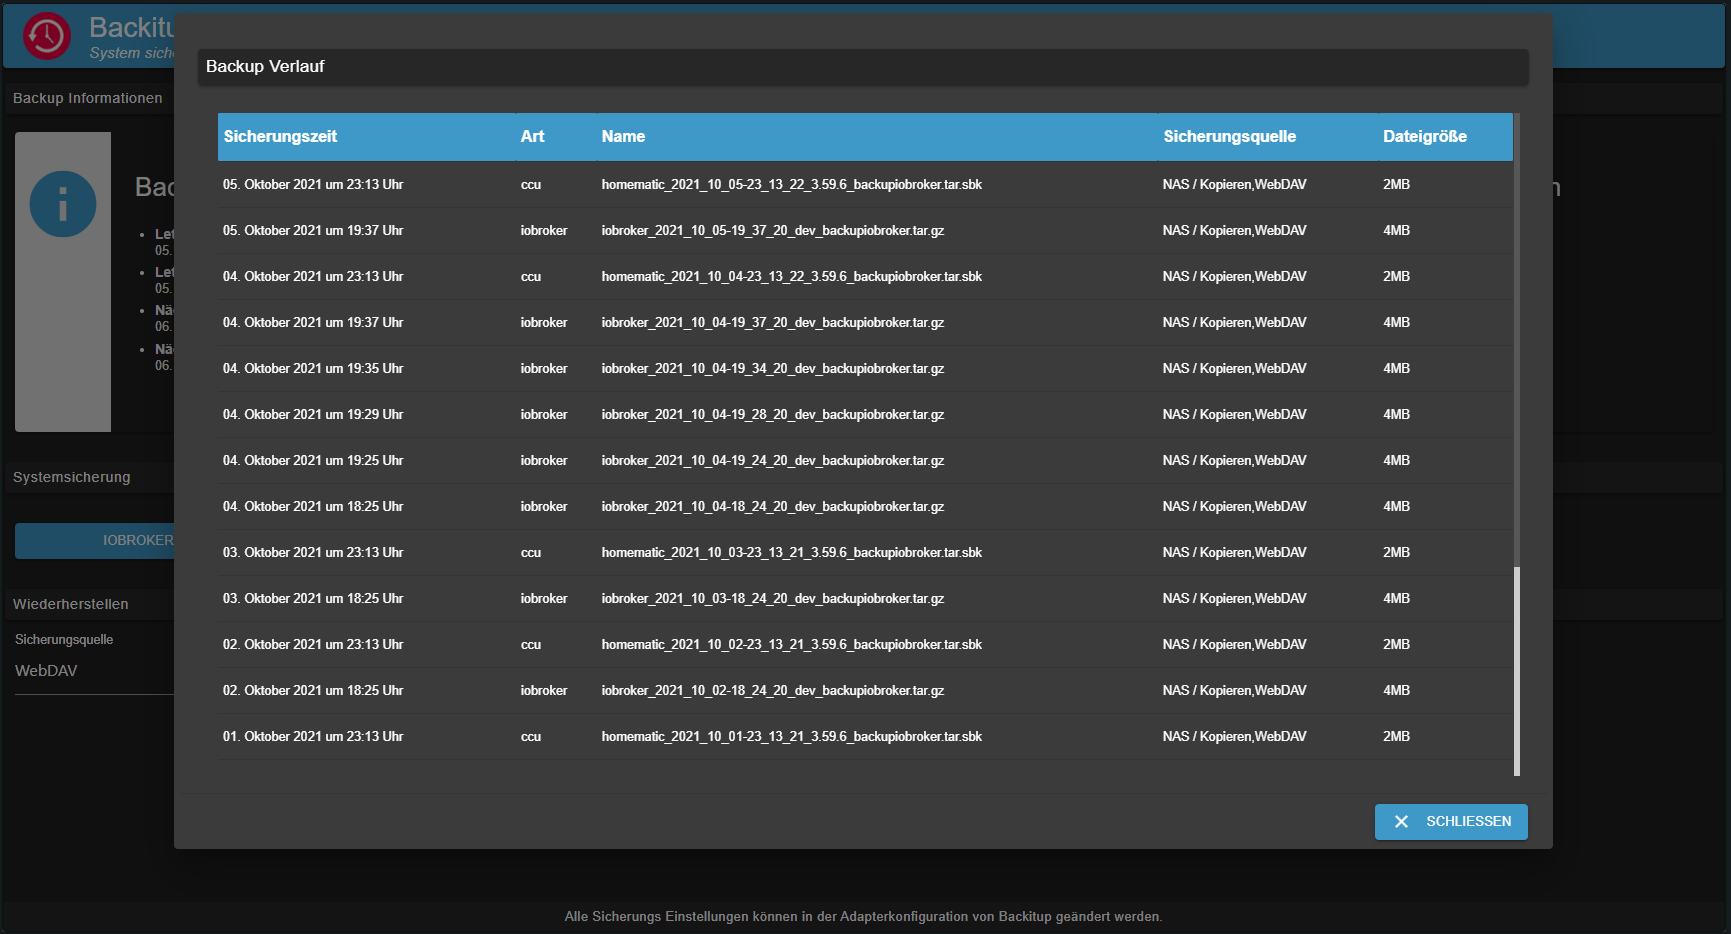 Backitu
System siche
Backup Informationen
Backup Verlauf
Sicherungszeit Art Name Sicherungsquelle Dateigröße
05. Oktober 2021 um 23:13 Uhr ccu homematic_2021_10_05-23_13_22_3.59.6_backupiobroker.tar.sbk NAS / Kopieren,WebDAV 2MB
05. Oktober 2021 um 19:37 Uhr iobroker iobroker_2021_10_05-19_37_20_dev_backupiobroker.tar.gz NAS / Kopieren,WebDAV 4MB
04. Oktober 2021 um 23:13 Uhr ccu homematic_2021_10_04-23_13_22_3.59.6_backupiobroker.tar.sbk NAS / Kopieren,WebDAV 2MB
04. Oktober 2021 um 19:37 Uhr iobroker iobroker_2021_10_04-19_37_20_dev_backupiobroker.tar.gz NAS / Kopieren,WebDAV 4MB
04. Oktober 2021 um 19:35 Uhr iobroker iobroker_2021_10_04-19_34_20_dev_backupiobroker.tar.gz NAS / Kopieren,WebDAV 4MB
04. Oktober 2021 um 19:29 Uhr iobroker iobroker_2021_10_04-19_28_20_dev_backupiobroker.tar.gz NAS / Kopieren,WebDAV 4MB
04. Oktober 2021 um 19:25 Uhr iobroker iobroker_2021_10_04-19_24_20_dev_backupiobroker.tar.gz NAS / Kopieren,WebDAV 4MB
04. Oktober 2021 um 18:25 Uhr iobroker iobroker_2021_10_04-18_24_20_dev_backupiobroker.tar.gz NAS / Kopieren,WebDAV 4MB
03. Oktober 2021 um 23:13 Uhr ccu homematic_2021_10_03-23_13_21_3.59.6_backupiobroker.tar.sbk NAS / Kopieren,WebDAV 2MB
03. Oktober 2021 um 18:25 Uhr iobroker iobroker_2021_10_03-18_24_20_dev_backupiobroker.tar.gz NAS / Kopieren,WebDAV 4MB
02. Oktober 2021 um 23:13 Uhr ccu homematic_2021_10_02-23_13_21_3.59.6_backupiobroker.tar.sbk NAS / Kopieren,WebDAV 2MB
02. Oktober 2021 um 18:25 Uhr iobroker iobroker_2021_10_02-18_24_20_dev_backupiobroker.tar.gz NAS / Kopieren,WebDAV 4MB
01. Oktober 2021 um 23:13 Uhr ccu homematic_2021_10_01-23_13_21_3.59.6_backupiobroker.tar.sbk NAS / Kopieren,WebDAV 2MB
SCHLIESSEN
Bac
Let
05.
Let
05.
Nä
06.
Nä
06.
n
Systemsicherung
IOBROKER
Wiederherstellen
Sicherungsquelle
WebDAV
Alle Sicherungs Einstellungen können in der Adapterkonfiguration von Backitup geändert werden.